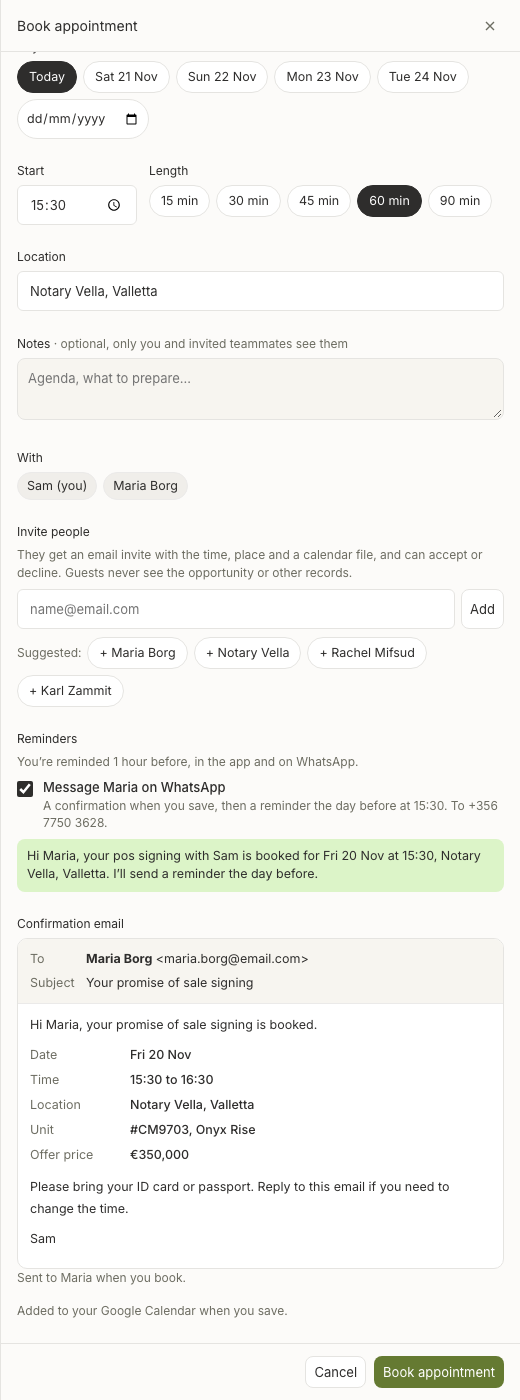 Book appointment
Today
Sat 21 Nov
Sun 22 Nov
Mon 23 Nov
Tue 24 Nov
dd/mm/yyyy
Start
Length
15:30
15 min
30 min
45 min
60 min
90 min
Location
Notary Vella, Valletta
Notes · optional, only you and invited teammates see them
Agenda, what to prepare...
With
Sam (you)
Maria Borg
Invite people
They get an email invite with the time, place and a calendar file, and can accept or
decline. Guests never see the opportunity or other records.
name@email.com
Add
Suggested:
+ Maria Borg
+ Notary Vella
+ Rachel Mifsud
+ Karl Zammit
Reminders
You’re reminded 1 hour before, in the app and on WhatsApp.
Message Maria on WhatsApp
A confirmation when you save, then a reminder the day before at 15:30. To +356
7750 3628.
Hi Maria, your pos signing with Sam is booked for Fri 20 Nov at 15:30, Notary
Vella, Valletta. I’ll send a reminder the day before.
Confirmation email
To Maria Borg <maria.borg@email.com>
Subject Your promise of sale signing
Hi Maria, your promise of sale signing is booked.
Date Fri 20 Nov
Time 15:30 to 16:30
Location Notary Vella, Valletta
Unit #CM9703, Onyx Rise
Offer price €350,000
Please bring your ID card or passport. Reply to this email if you need to
change the time.
Sam
Sent to Maria when you book.
Added to your Google Calendar when you save.
Cancel
Book appointment